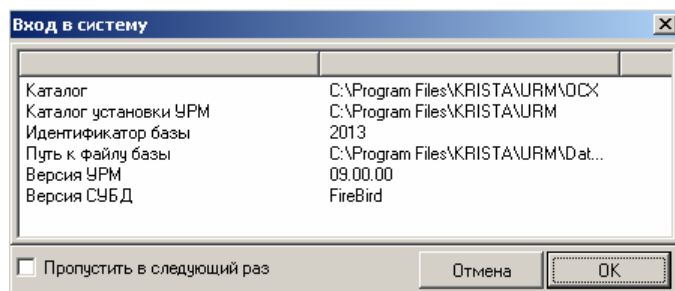 Вход в систему
Каталог C:\Program Files\KRISTA\URM\OCX
Каталог установки УРМ C:\Program Files\KRISTA\URM
Идентификатор базы 2013
Путь к файлу базы C:\Program Files\KRISTA\URM\Dat...
Версия УРМ 09.00.00
Версия СУБД FireBird
Пропустить в следующий раз Отмена OK